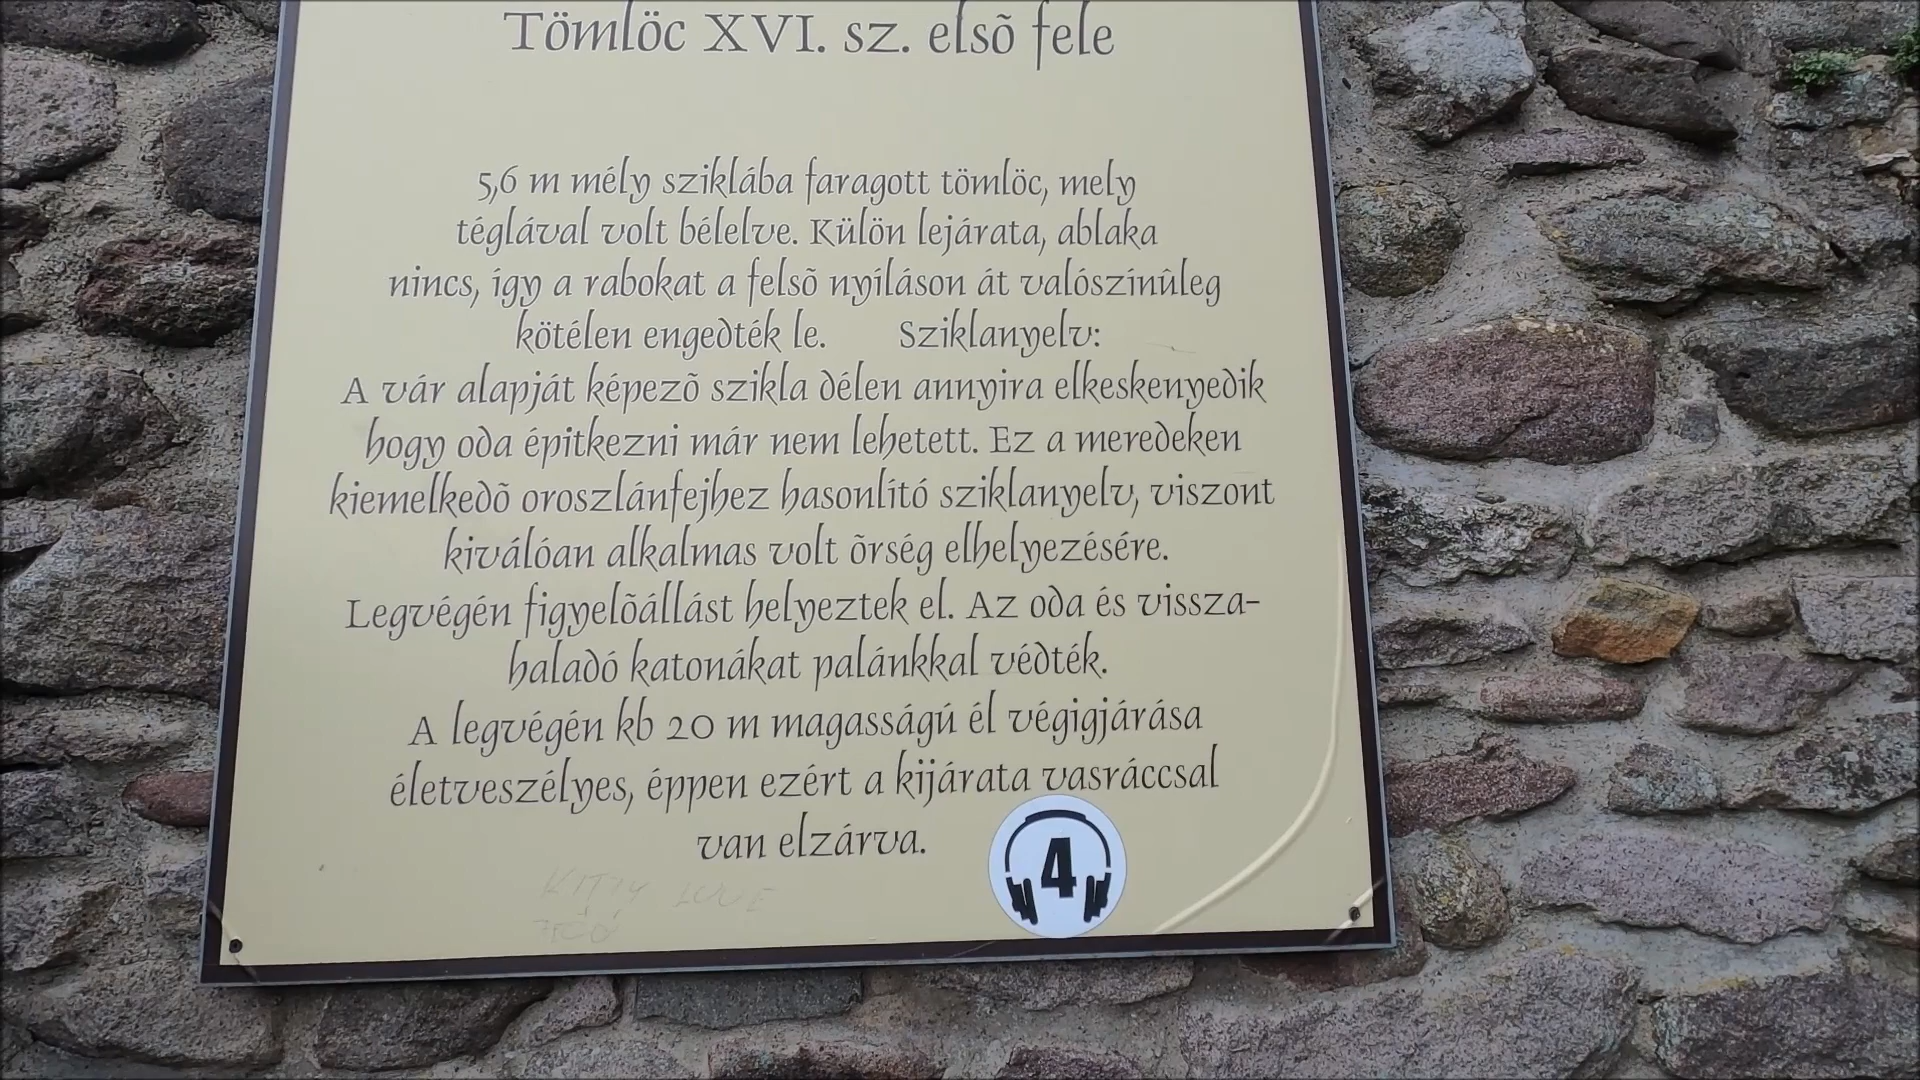 Tömlöc XVI. sz. elsõ fele
5,6 m mély sziklába faragott tömlöc, mely
téglával volt bélelve. Külön lejárata, ablaka
nincs, így a rabokat a felsõ nyíláson át valószínûleg
kötélen engedték le. Sziklanyelv:
A vár alapját képezõ szikla délen annyira elkeskenyedik
hogy oda épitkezni már nem lehetett. Ez a meredeken
kiemelkedõ oroszlánfejhez hasonlító sziklanyelv, viszont
kiválóan alkalmas volt õrség elhelyezésére.
Legvégén figyelõállást helyeztek el. Az oda és vissza-
haladó katonákat palánkkal védték.
A legvégén kb 20 m magasságú él végigjárása
életveszélyes, éppen ezért a kijárata vasráccsal
van elzárva.
4